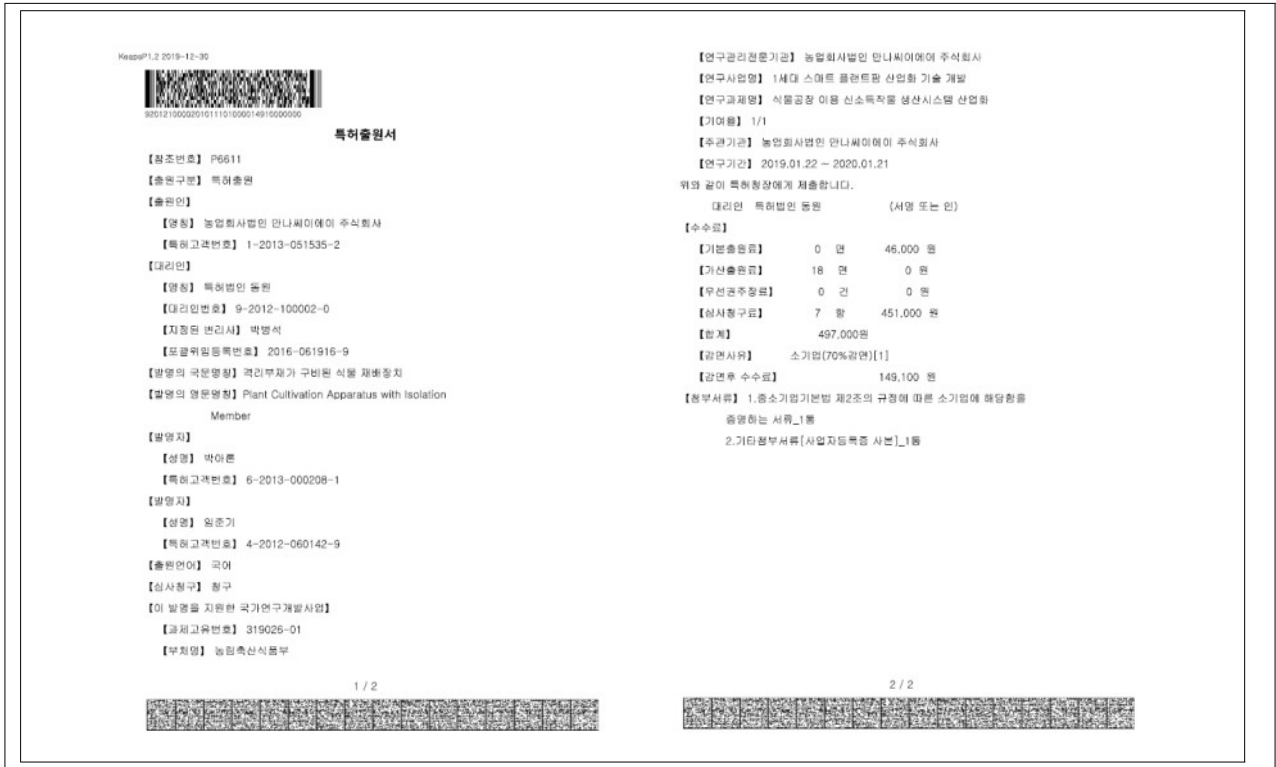 KeapsP1.2 2019-12-30
특허출원서
【참조번호】 P6611
【출원구분】 특허출원
【출원인】
【명칭】 농업회사법인 만나씨이에이 주식회사
【특허고객번호】 1-2013-051535-2
【대리인】
【명칭】 특허법인 동원
【대리인번호】 9-2012-100002-0
【지정된 변리사】 박병석
【포괄위임등록번호】 2016-061916-9
【발명의 국문명칭】 격리부재가 구비된 식물 재배장치
【발명의 영문명칭】 Plant Cultivation Apparatus with Isolation
Member
【발명자】
【성명】 박아론
【특허고객번호】 6-2013-000208-1
【발명자】
【성명】 임준기
【특허고객번호】 4-2012-060142-9
【출원언어】 국어
【심사청구】 청구
【이 발명을 지원한 국가연구개발사업】
【과제고유번호】 319026-01
【부처명】 농림축산식품부
1 / 2
【연구관리전문기관】 농업회사법인 만나씨이에이 주식회사
【연구사업명】 1세대 스마트 플랜트팜 산업화 기술 개발
【연구과제명】 식물공장 이용 신소득작물 생산시스템 산업화
【기여율】 1/1
【주관기관】 농업회사법인 만나씨이에이 주식회사
【연구기간】 2019.01.22 ~ 2020.01.21
위와 같이 특허청장에게 제출합니다.
대리인 특허법인 동원 (서명 또는 인)
【수수료】
【기본출원료】 0 면 46,000 원
【가산출원료】 18 면 0 원
【우선권주장료】 0 건 0 원
【심사청구료】 7 항 451,000 원
【합계】 497,000원
【감면사유】 소기업(70%감면)[1]
【감면후 수수료】 149,100 원
【첨부서류】 1.중소기업기본법 제2조의 규정에 따른 소기업에 해당함을
증명하는 서류_1통
2.기타첨부서류[사업자등록증 사본]_1통
2 / 2